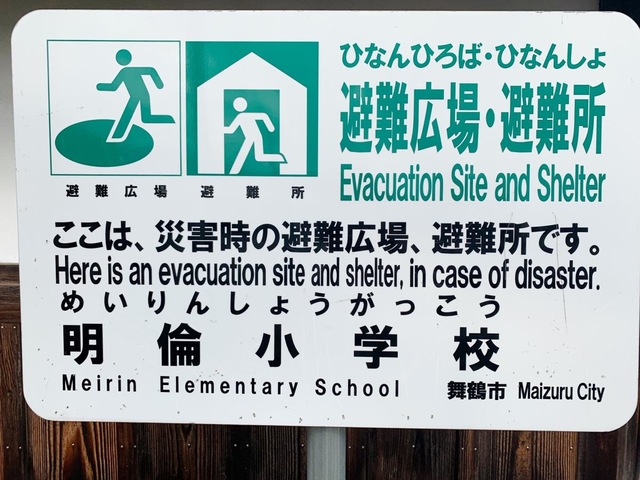 ひなんひろば・ひなんしょ
避難広場・避難所
Evacuation Site and Shelter
避難広場
避難所
ここは、災害時の避難広場、避難所です。
Here is an evacuation site and shelter, in case of disaster.
めいりんしょうがっこう
明倫小学校
Meirin Elementary School
舞鶴市 Maizuru City